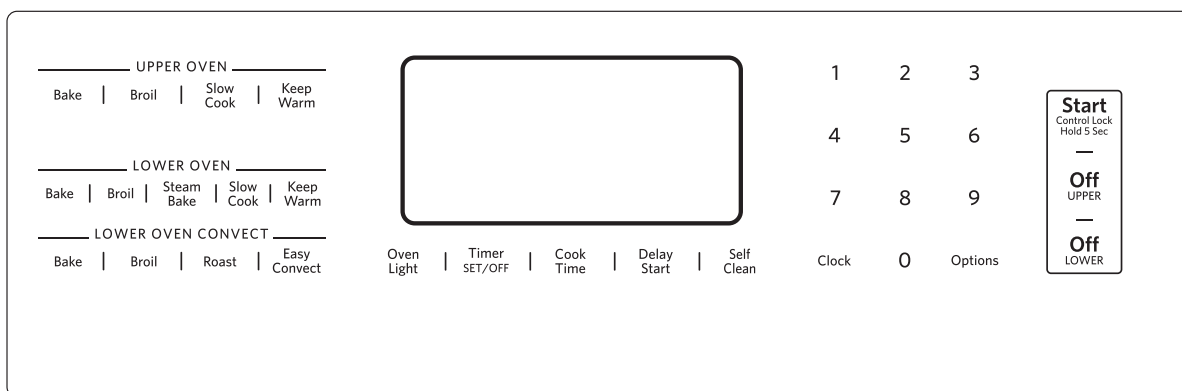 UPPER OVEN
Bake | Broil | Slow Cook | Keep Warm
LOWER OVEN
Bake | Broil | Steam Bake | Slow Cook | Keep Warm
LOWER OVEN CONVECT
Bake | Broil | Roast | Easy Convect
Oven Light | Timer SET/OFF | Cook Time | Delay Start | Self Clean
1 2 3
4 5 6
7 8 9
Clock 0 Options
Start
Control Lock
Hold 5 Sec
Off
UPPER
Off
LOWER